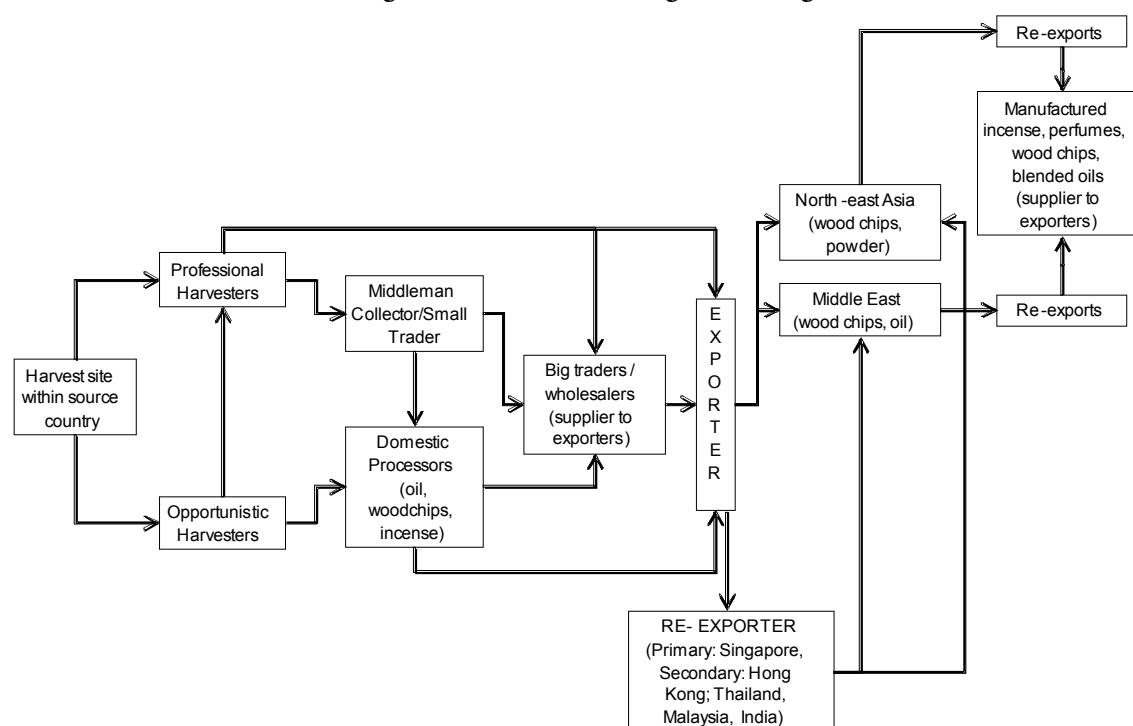 Harvest site
within source
country
Professional
Harvesters
Opportunistic
Harvesters
Middleman
Collector/Small
Trader
Domestic
Processors
(oil,
woodchips,
incense)
Big traders /
wholesalers
(supplier to
exporters)
EXPORTER
RE- EXPORTER
(Primary: Singapore,
Secondary: Hong
Kong; Thailand,
Malaysia, India)
North -east Asia
(wood chips,
powder)
Middle East
(wood chips, oil)
Re -exports
Manufactured
incense, perfumes,
wood chips,
blended oils
(supplier to
exporters)
Re -exports